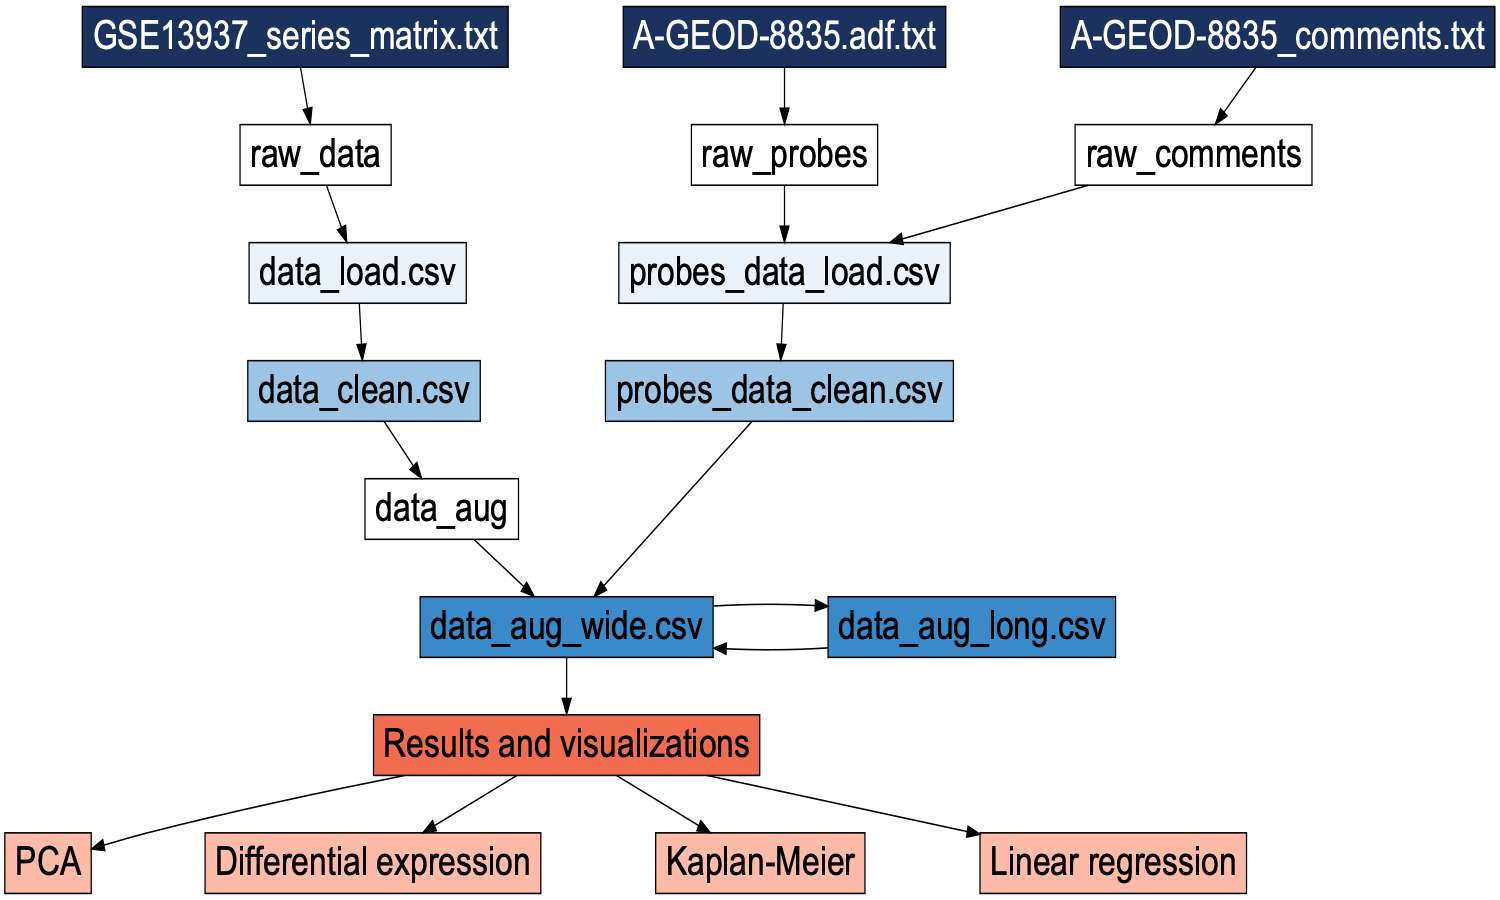 GSE13937_series_matrix.txt
A-GEOD-8835.adf.txt
A-GEOD-8835_comments.txt
raw_data
raw_probes
raw_comments
data_load.csv
probes_data_load.csv
data_clean.csv
probes_data_clean.csv
data_aug
data_aug_wide.csv
data_aug_long.csv
Results and visualizations
PCA
Differential expression
Kaplan-Meier
Linear regression